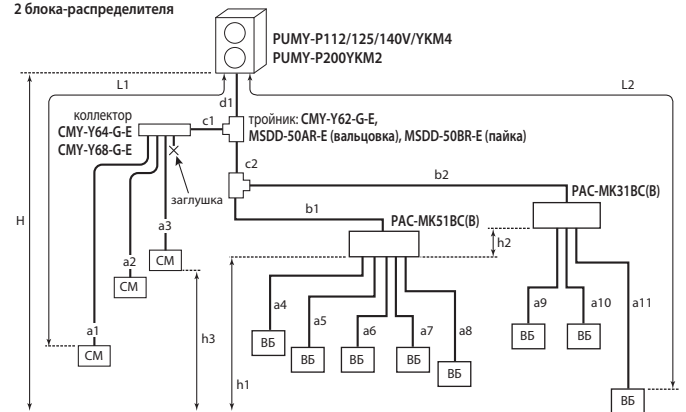 2 блока-распределителя
PUMY-P112/125/140V/YKM4
PUMY-P200YKM2
L1
L2
d1
коллектор
CMY-Y64-G-E
CMY-Y68-G-E
c1
тройник: CMY-Y62-G-E,
MSDD-50AR-E (вальцовка), MSDD-50BR-E (пайка)
c2
заглушка
b2
PAC-MK31BC(B)
H
b1
PAC-MK51BC(B)
h2
a3
a2
СМ
СМ
a1
СМ
h3
h1
a4
a5
a6
a7
a8
ВБ
ВБ
ВБ
ВБ
ВБ
a9
a10
a11
ВБ
ВБ
ВБ